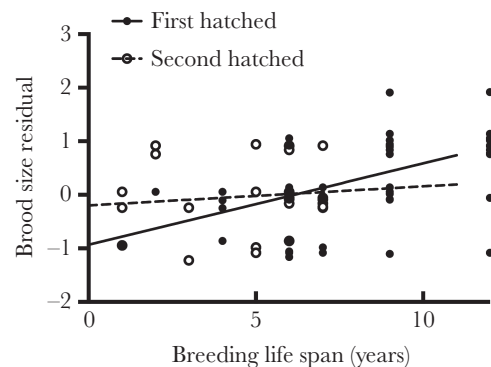 First hatched
Second hatched
3
2
1
0
−1
−2
0
5
10
Brood size residual
Breeding life span (years)